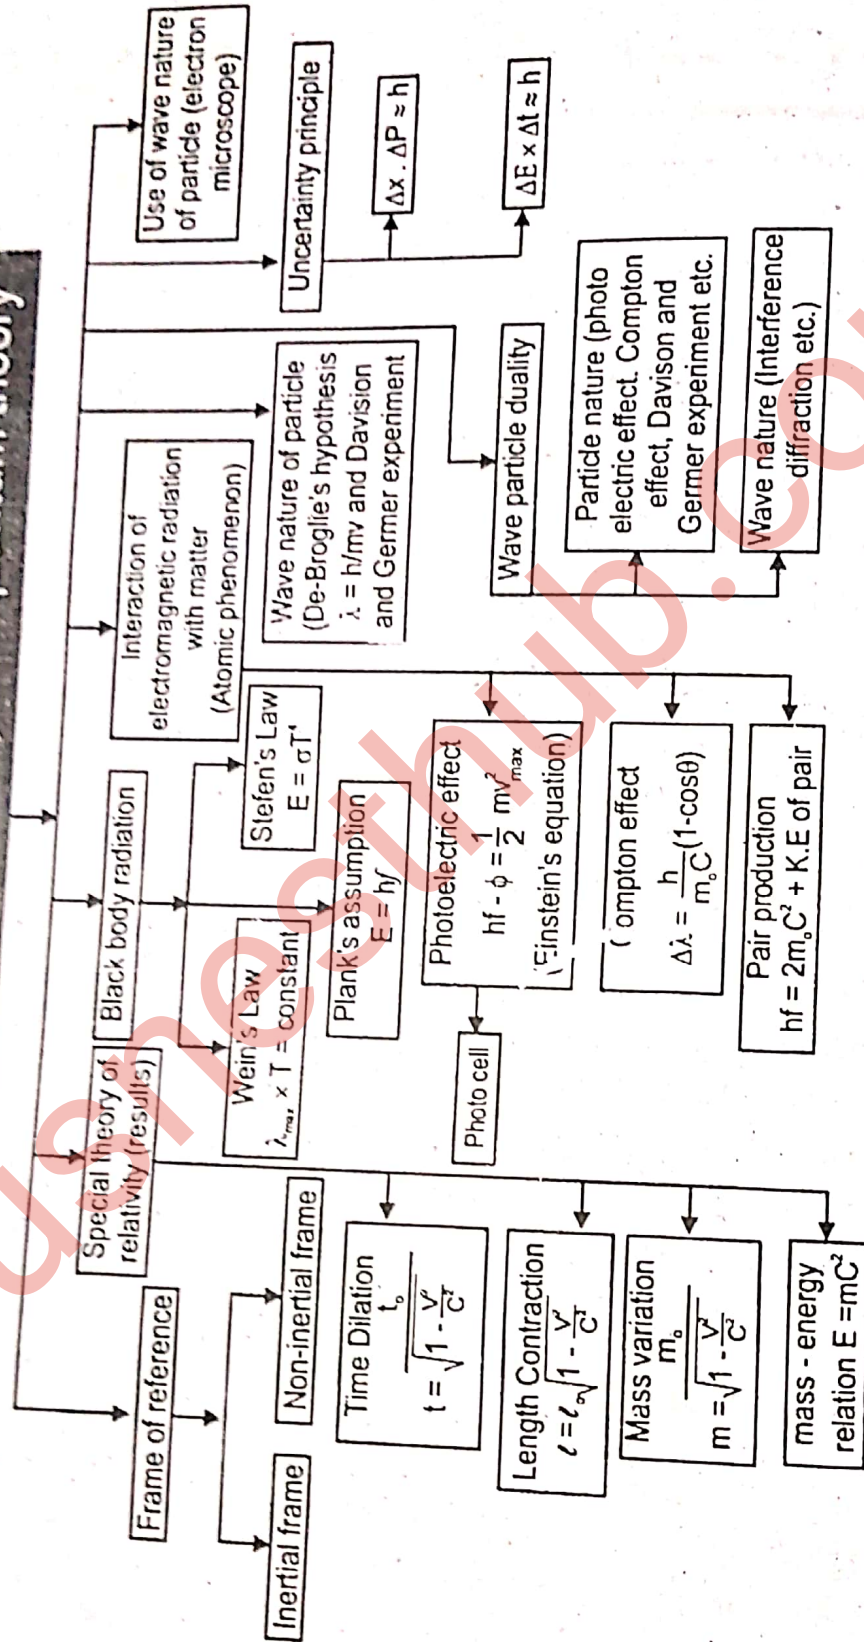 theory
Frame of reference
Inertial frame
Non-inertial frame
Special theory of
relativity (results)
Time Dilation
t = t₀ / √(1 - V²/C²)
Length Contraction
ℓ = ℓ₀√(1 - V²/C²)
Mass variation
m = m₀ / √(1 - V²/C²)
mass - energy
relation E =mC²
Black body radiation
Wein's Law
λmax × T = constant
Plank's assumption
E = hf
Stefen's Law
E = σT⁴
Interaction of
electromagnetic radiation
with matter
(Atomic phenomenon)
Photoelectric effect
hf - ϕ = 1/2 mv²max
(Einstein's equation)
Photo cell
ompton effect
Δλ = h/m₀C (1-cosθ)
Pair production
hf = 2m₀C² + K.E of pair
Wave nature of particle
(De-Broglie's hypothesis
λ = h/mv and Davision
and Germer experiment
Wave particle duality
Particle nature (photo
electric effect. Compton
effect, Davison and
Germer experiment etc.
Wave nature (Interference
diffraction etc.)
Uncertainty principle
Δx . ΔP ≈ h
ΔE × Δt ≈ h
Use of wave nature
of particle (electron
microscope)
usnesthub.co